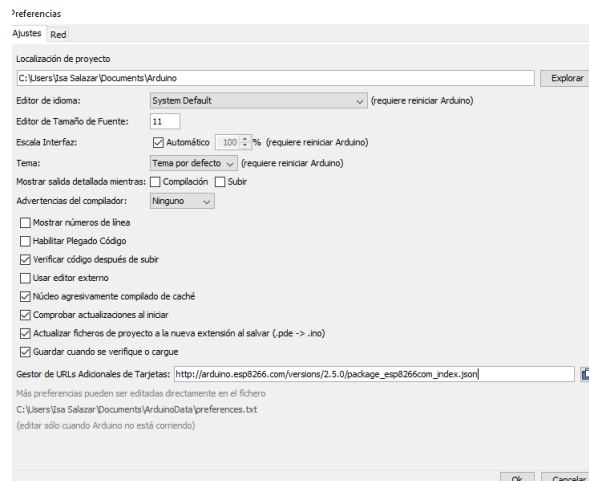 Preferencias
Ajustes Red
Localización de proyecto
C:\Users\Isa Salazar\Documents\Arduino Explorar
Editor de idioma: System Default (requiere reiniciar Arduino)
Editor de Tamaño de Fuente: 11
Escala Interfaz: Automático 100 % (requiere reiniciar Arduino)
Tema: Tema por defecto (requiere reiniciar Arduino)
Mostrar salida detallada mientras: Compilación Subir
Advertencias del compilador: Ninguno
Mostrar números de línea
Habilitar Plegado Código
Verificar código después de subir
Usar editor externo
Núcleo agresivamente compilado de caché
Comprobar actualizaciones al iniciar
Actualizar ficheros de proyecto a la nueva extensión al salvar (.pde -> .ino)
Guardar cuando se verifique o cargue
Gestor de URLs Adicionales de Tarjetas: http://arduino.esp8266.com/versions/2.5.0/package_esp8266com_index.json
Más preferencias pueden ser editadas directamente en el fichero
C:\Users\Isa Salazar\Documents\ArduinoData\preferences.txt
(editar sólo cuando Arduino no está corriendo)
Ok Cancelar